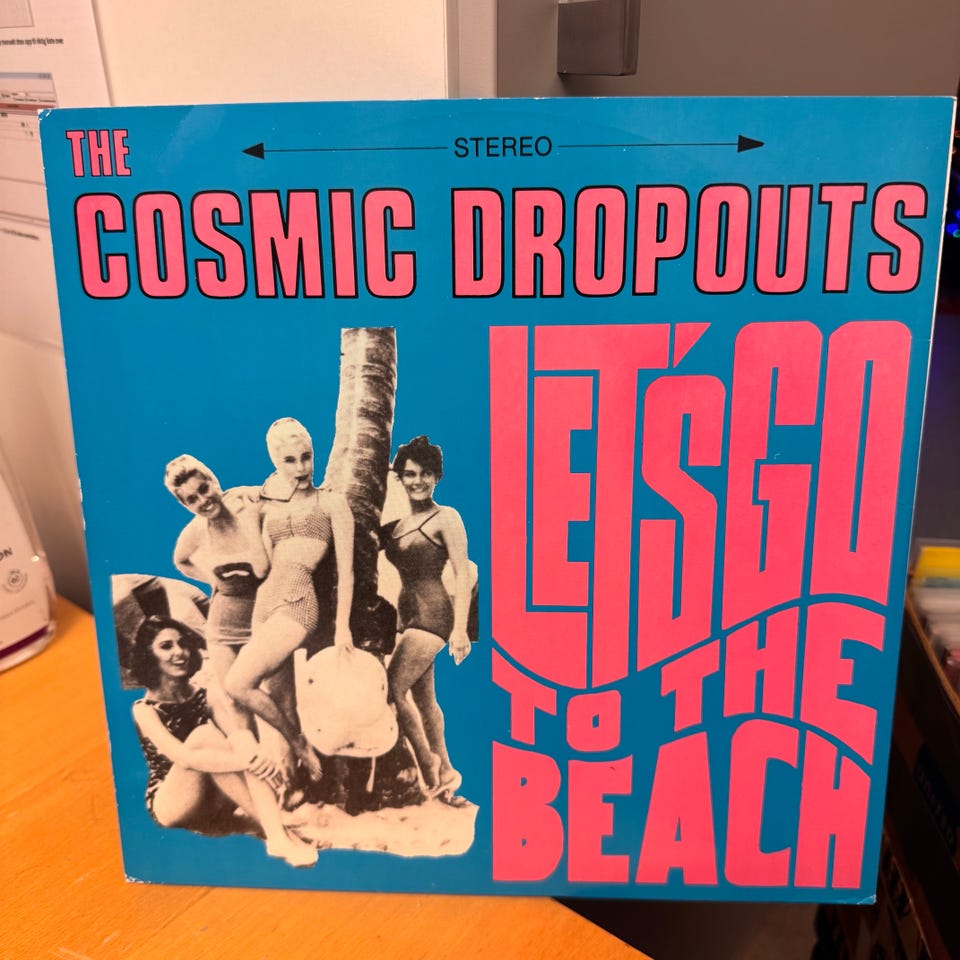 THE
STEREO
COSMIC DROPOUTS
LET'S GO
TO THE
BEACH